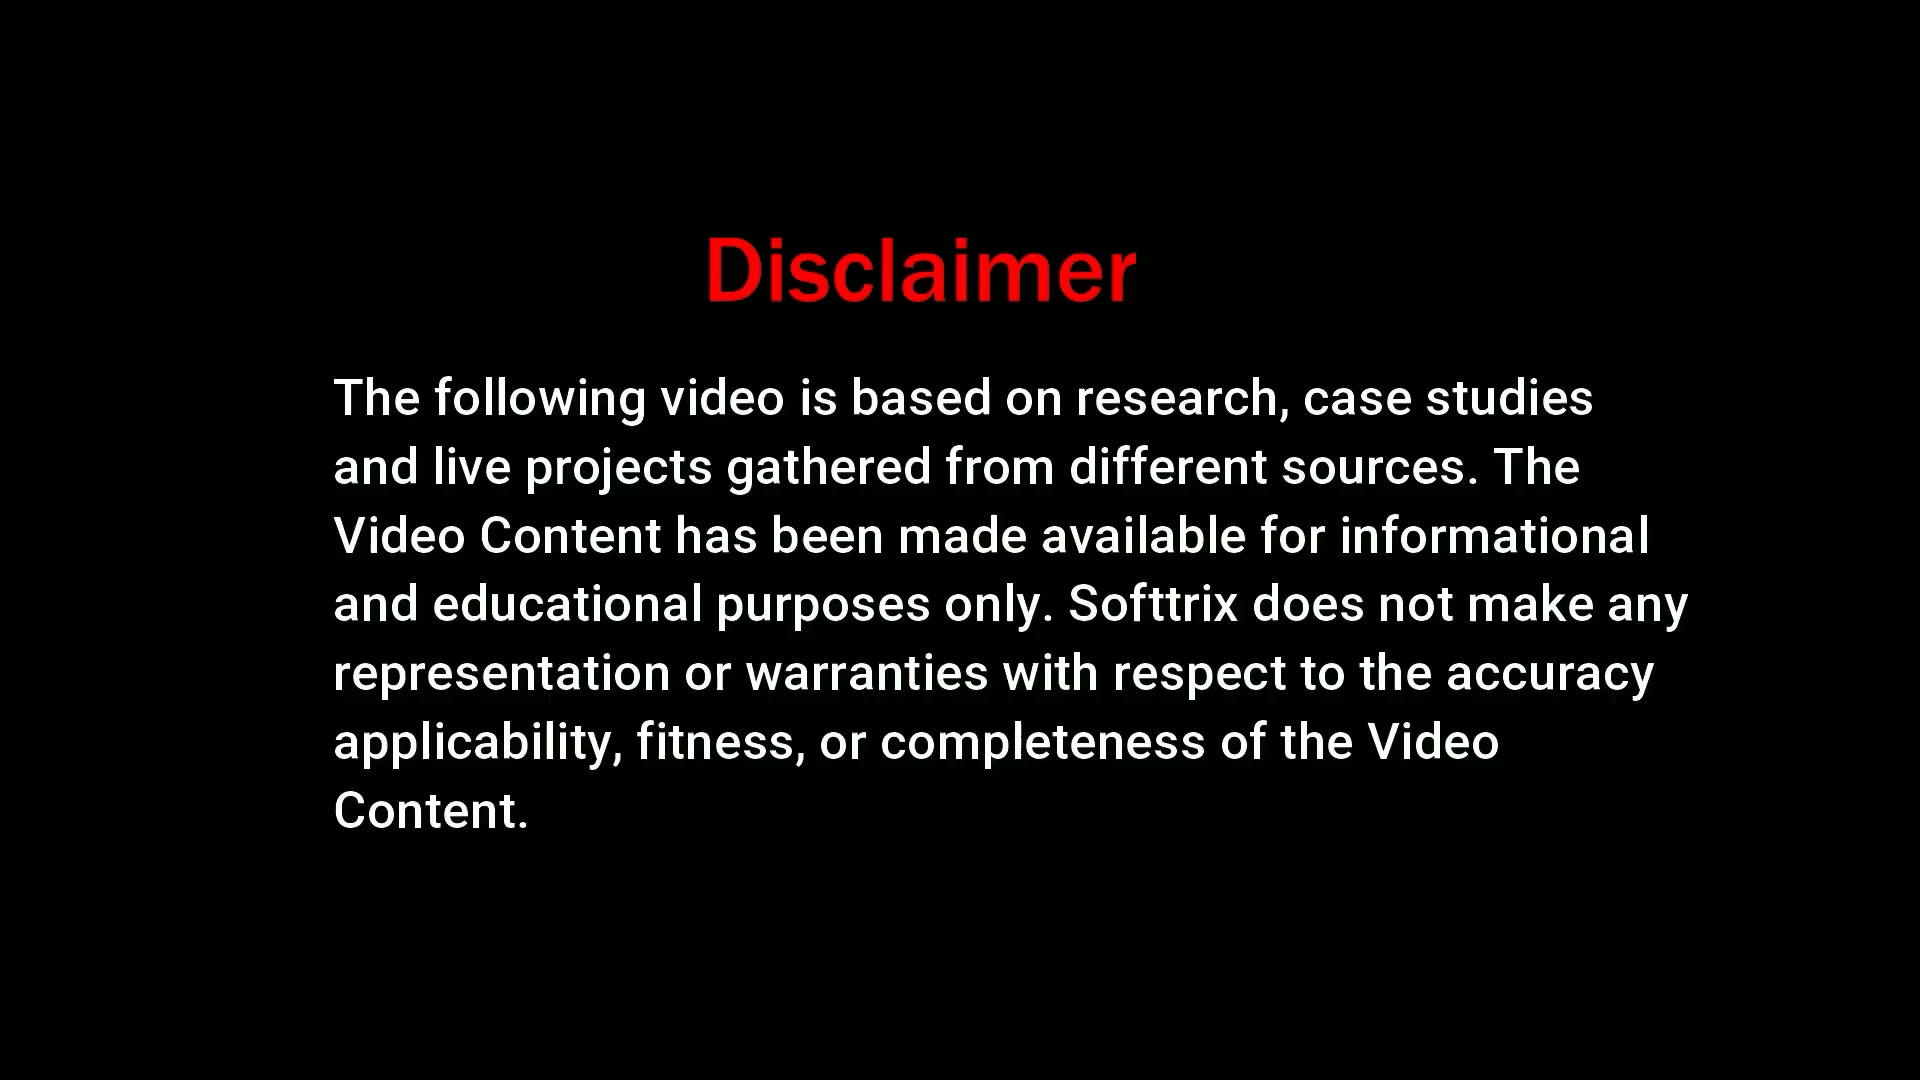 Disclaimer
The following video is based on research, case studies
and live projects gathered from different sources. The
Video Content has been made available for informational
and educational purposes only. Softtrix does not make any
representation or warranties with respect to the accuracy
applicability, fitness, or completeness of the Video
Content.